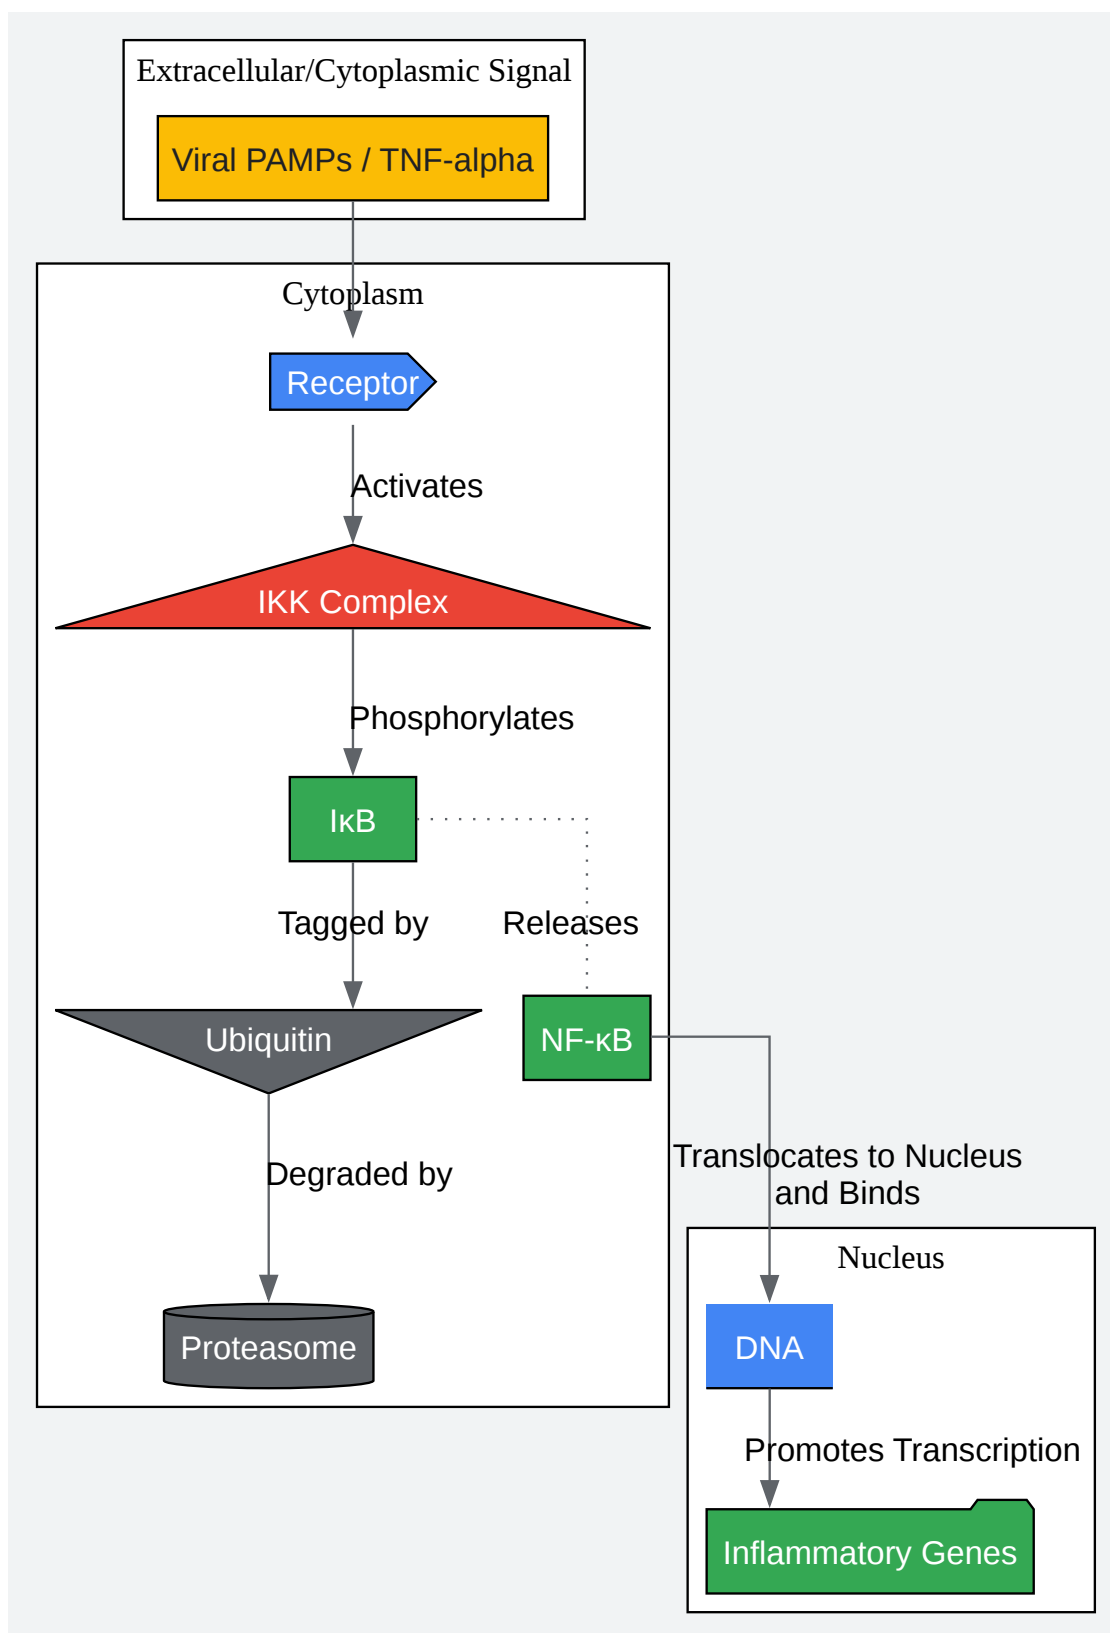 Extracellular/Cytoplasmic Signal
Viral PAMPs / TNF-alpha
Cytoplasm
Receptor
Activates
IKK Complex
Phosphorylates
IκB
Tagged by
Releases
Ubiquitin
NF-κB
Degraded by
Translocates to Nucleus
and Binds
Nucleus
Proteasome
DNA
Promotes Transcription
Inflammatory Genes